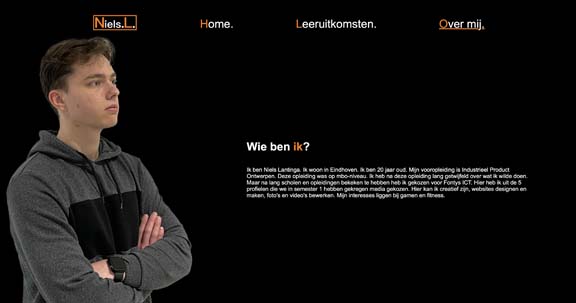 Niels.L.
Home.
Leeruitkomsten.
Over mij.
Wie ben ik?
Ik ben Niels Lantinga. Ik woon in Eindhoven. Ik ben 20 jaar oud. Mijn vooropleiding is Industrieel Product
Ontwerpen. Deze opleiding was op mbo-niveau. Ik heb na deze opleiding lang getwijfeld over wat ik wilde doen.
Maar na lang scholen en opleidingen bekeken te hebben heb ik gekozen voor Fontys ICT. Hier heb ik uit de 5
profielen die we in semester 1 hebben gekregen media gekozen. Hier kan ik creatief zijn, websites designen en
maken, foto's en video's bewerken. Mijn interesses liggen bij gamen en fitness.